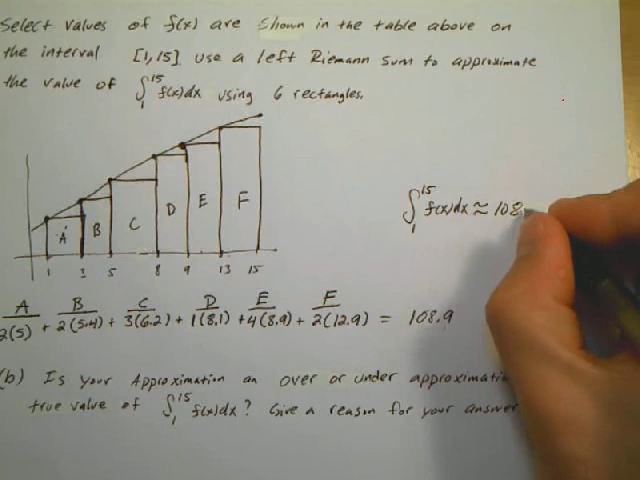 Select values of f(x) are shown in the table above on
the interval [1,15] use a left Riemann sum to approximate
the value of ∫₁¹⁵ f(x)dx using 6 rectangles.
A B C D E F
1 3 5 8 9 13 15
∫₁¹⁵ f(x)dx ≈ 108.
A B C D E F
2(5) + 2(5.4) + 3(6.2) + 1(8.1) + 4(8.9) + 2(12.9) = 108.9
(b) Is your Approximation an over or under approximati
true value of ∫₁¹⁵ f(x)dx? Give a reason for your answer